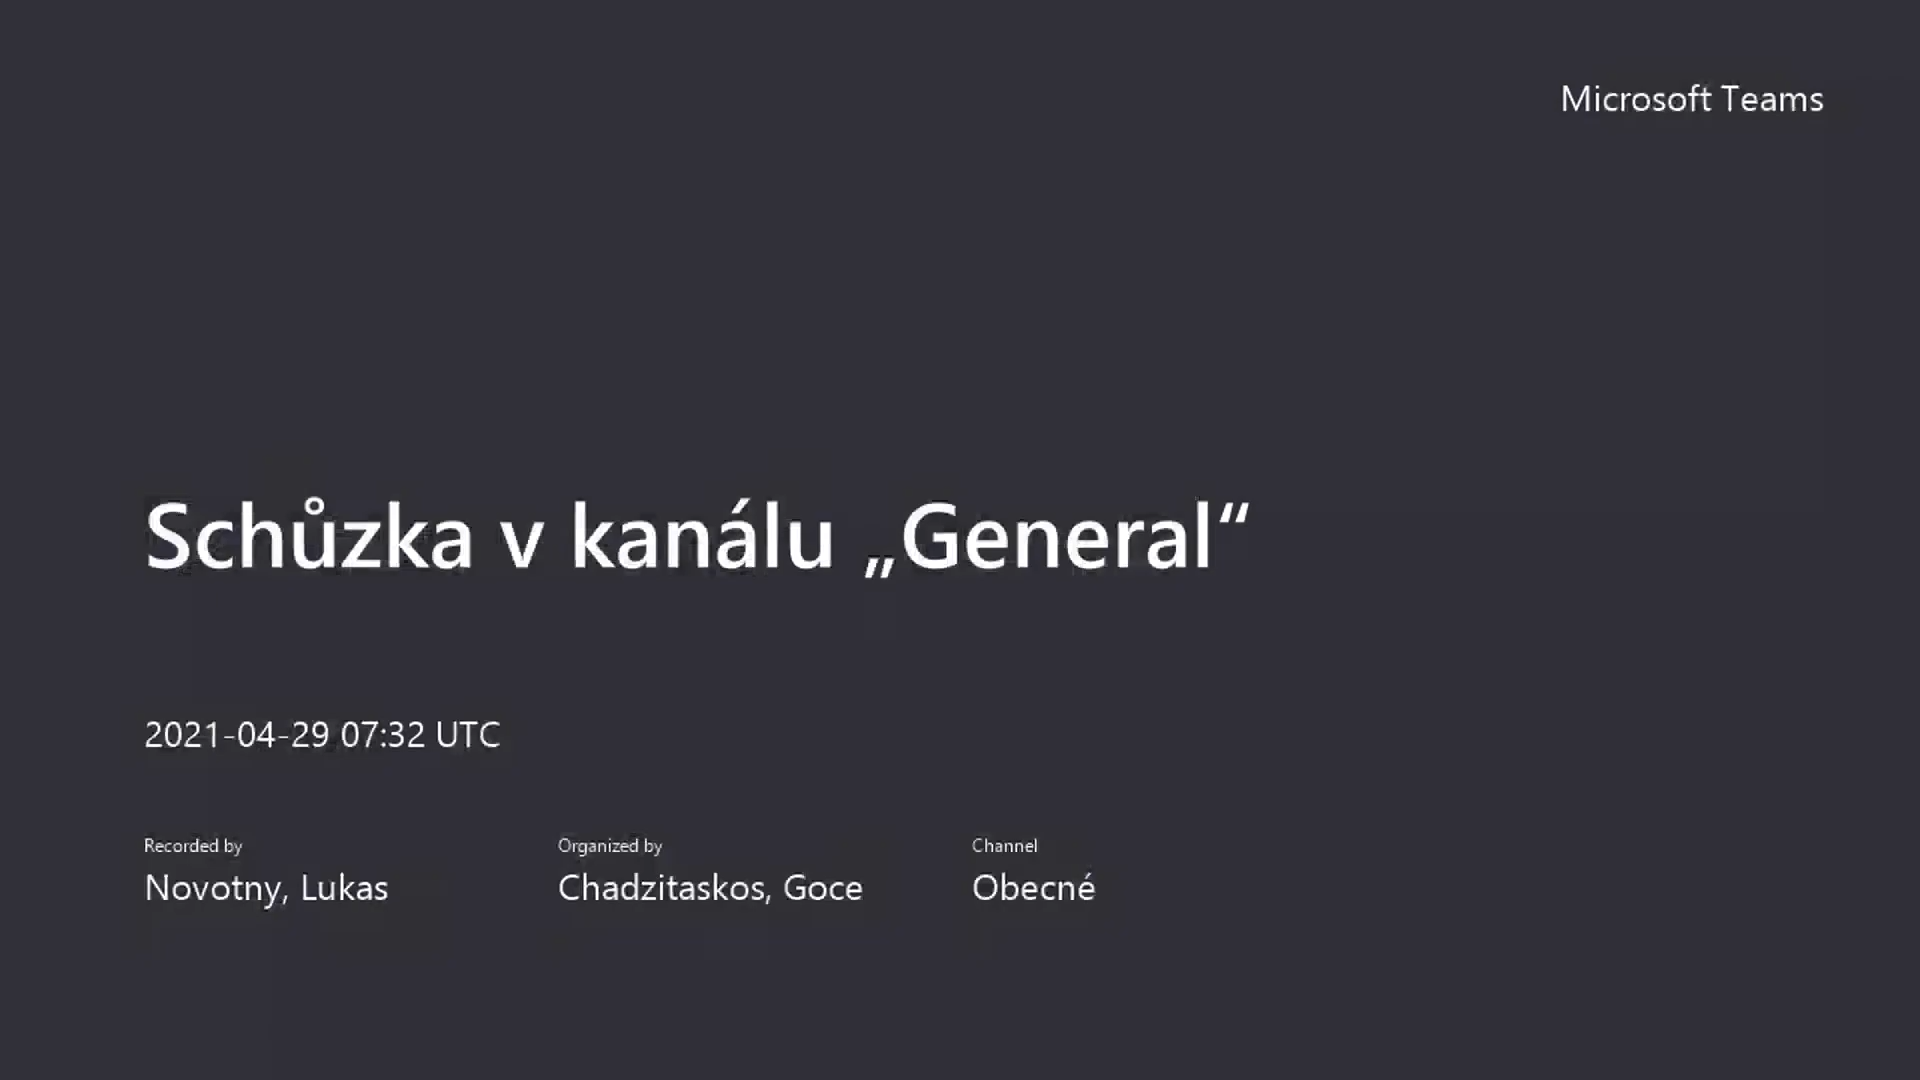 Microsoft Teams
Schůzka v kanálu „General“
2021-04-29 07:32 UTC
Recorded by
Novotny, Lukas
Organized by
Chadzitaskos, Goce
Channel
Obecné